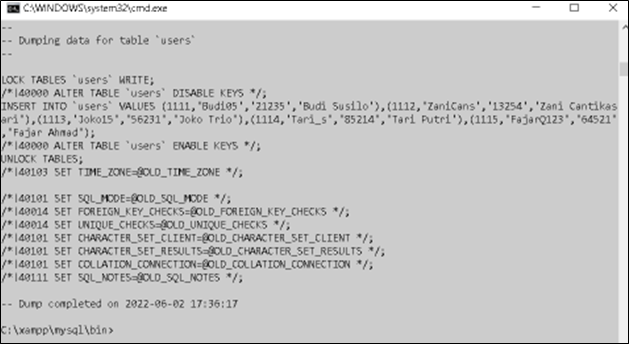 C:\WINDOWS\system32\cmd.exe
--
-- Dumping data for table `users`
--
LOCK TABLES `users` WRITE;
/*!40000 ALTER TABLE `users` DISABLE KEYS */;
INSERT INTO `users` VALUES (1111,'Budi05','21235','Budi Susilo'),(1112,'ZaniCans','13254','Zani Cantikas
ari'),(1113,'Joko15','56231','Joko Trio'),(1114,'Tari_s','85214','Tari Putri'),(1115,'FajarQ123','64521'
,'Fajar Ahmad');
/*!40000 ALTER TABLE `users` ENABLE KEYS */;
UNLOCK TABLES;
/*!40103 SET TIME_ZONE=@OLD_TIME_ZONE */;
/*!40101 SET SQL_MODE=@OLD_SQL_MODE */;
/*!40014 SET FOREIGN_KEY_CHECKS=@OLD_FOREIGN_KEY_CHECKS */;
/*!40014 SET UNIQUE_CHECKS=@OLD_UNIQUE_CHECKS */;
/*!40101 SET CHARACTER_SET_CLIENT=@OLD_CHARACTER_SET_CLIENT */;
/*!40101 SET CHARACTER_SET_RESULTS=@OLD_CHARACTER_SET_RESULTS */;
/*!40101 SET COLLATION_CONNECTION=@OLD_COLLATION_CONNECTION */;
/*!40111 SET SQL_NOTES=@OLD_SQL_NOTES */;
-- Dump completed on 2022-06-02 17:36:17
C:\xampp\mysql\bin>